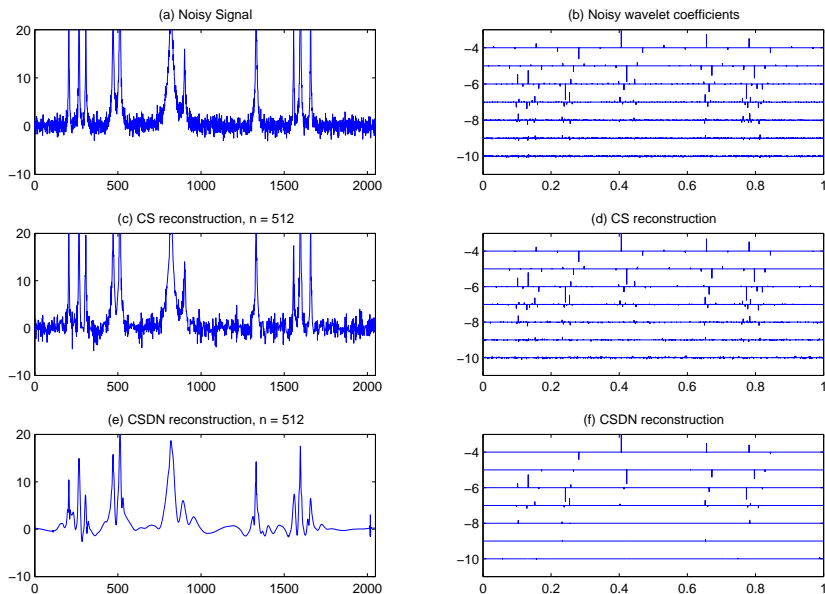 (a) Noisy Signal
20
10
0
−10
0 500 1000 1500 2000
(b) Noisy wavelet coefficients
−4
−6
−8
−10
0 0.2 0.4 0.6 0.8 1
(c) CS reconstruction, n = 512
20
10
0
−10
0 500 1000 1500 2000
(d) CS reconstruction
−4
−6
−8
−10
0 0.2 0.4 0.6 0.8 1
(e) CSDN reconstruction, n = 512
20
10
0
−10
0 500 1000 1500 2000
(f) CSDN reconstruction
−4
−6
−8
−10
0 0.2 0.4 0.6 0.8 1